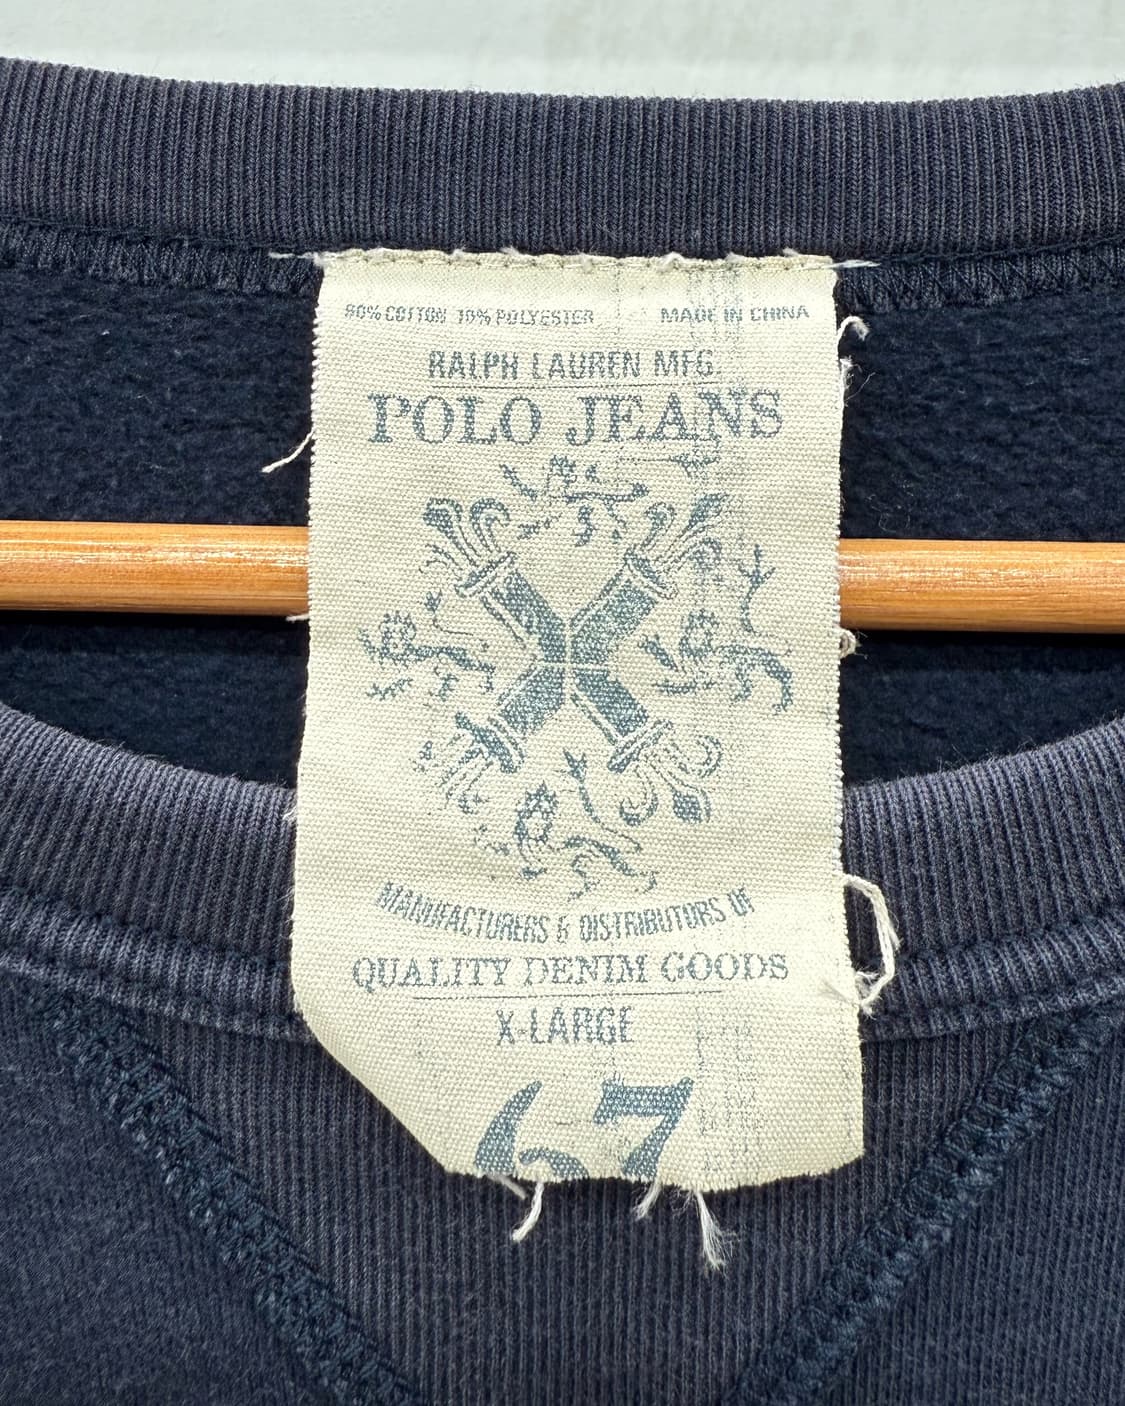 90% COTTON 10% POLYESTER MADE IN CHINA
RALPH LAUREN MFG.
POLO JEANS
MANUFACTURERS & DISTRIBUTORS OF
QUALITY DENIM GOODS
X-LARGE
67